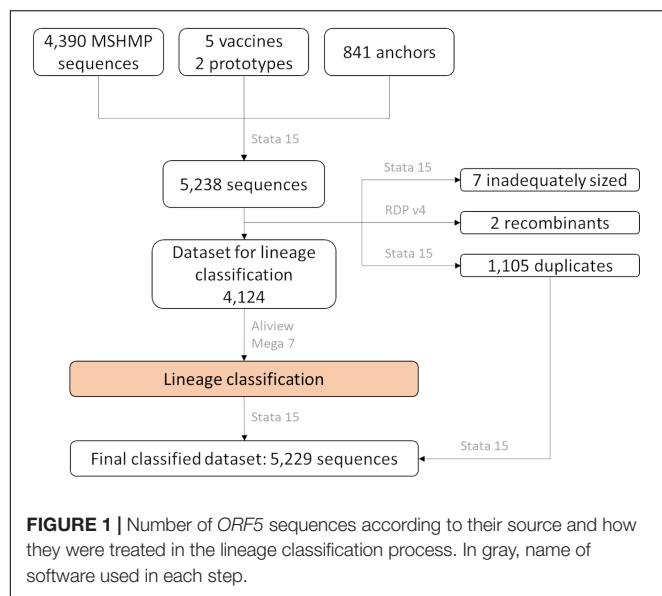 4,390 MSHMP
sequences
5 vaccines
2 prototypes
841 anchors
Stata 15
5,238 sequences
Stata 15
7 inadequately sized
RDP v4
2 recombinants
Stata 15
1,105 duplicates
Dataset for lineage
classification
4,124
Aliview
Mega 7
Lineage classification
Stata 15
Stata 15
Final classified dataset: 5,229 sequences
FIGURE 1 | Number of ORF5 sequences according to their source and how
they were treated in the lineage classification process. In gray, name of
software used in each step.